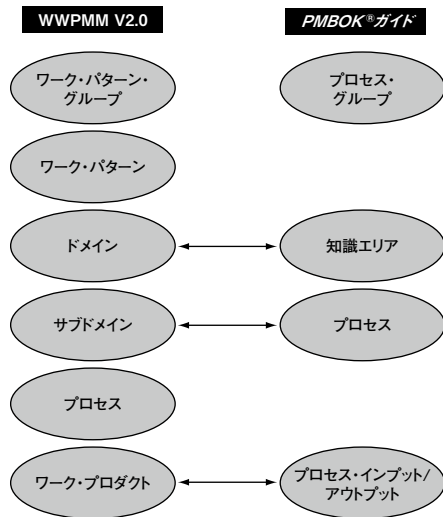 WWPMM V2.0
PMBOK®ガイド
ワーク・パターン・
グループ
プロセス・
グループ
ワーク・パターン
ドメイン
知識エリア
サブドメイン
プロセス
プロセス
ワーク・プロダクト
プロセス・インプット/
アウトプット